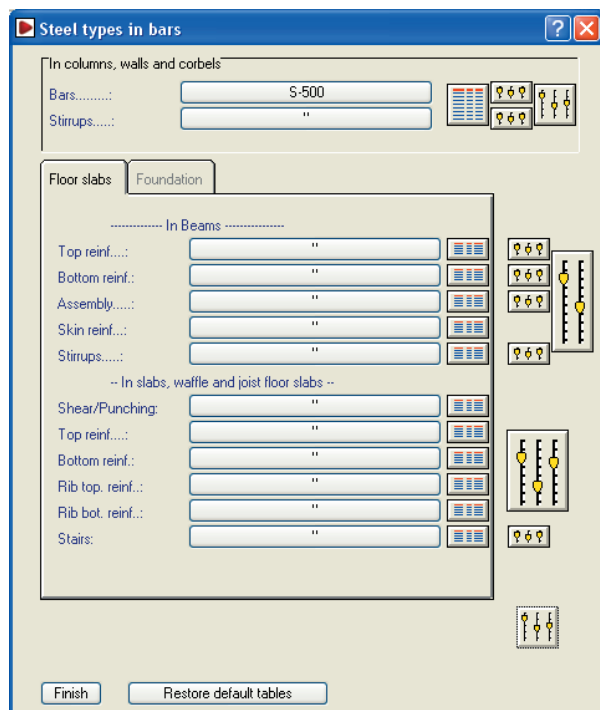 Steel types in bars
In columns, walls and corbels
Bars.........: S-500
Stirrups.....: "
Floor slabs Foundation
------------- In Beams ---------------
Top reinf....: "
Bottom reinf.: "
Assembly.....: "
Skin reinf...: "
Stirrups.....: "
-- In slabs, waffle and joist floor slabs --
Shear/Punching: "
Top reinf....: "
Bottom reinf.: "
Rib top. reinf..: "
Rib bot. reinf..: "
Stairs: "
Finish Restore default tables